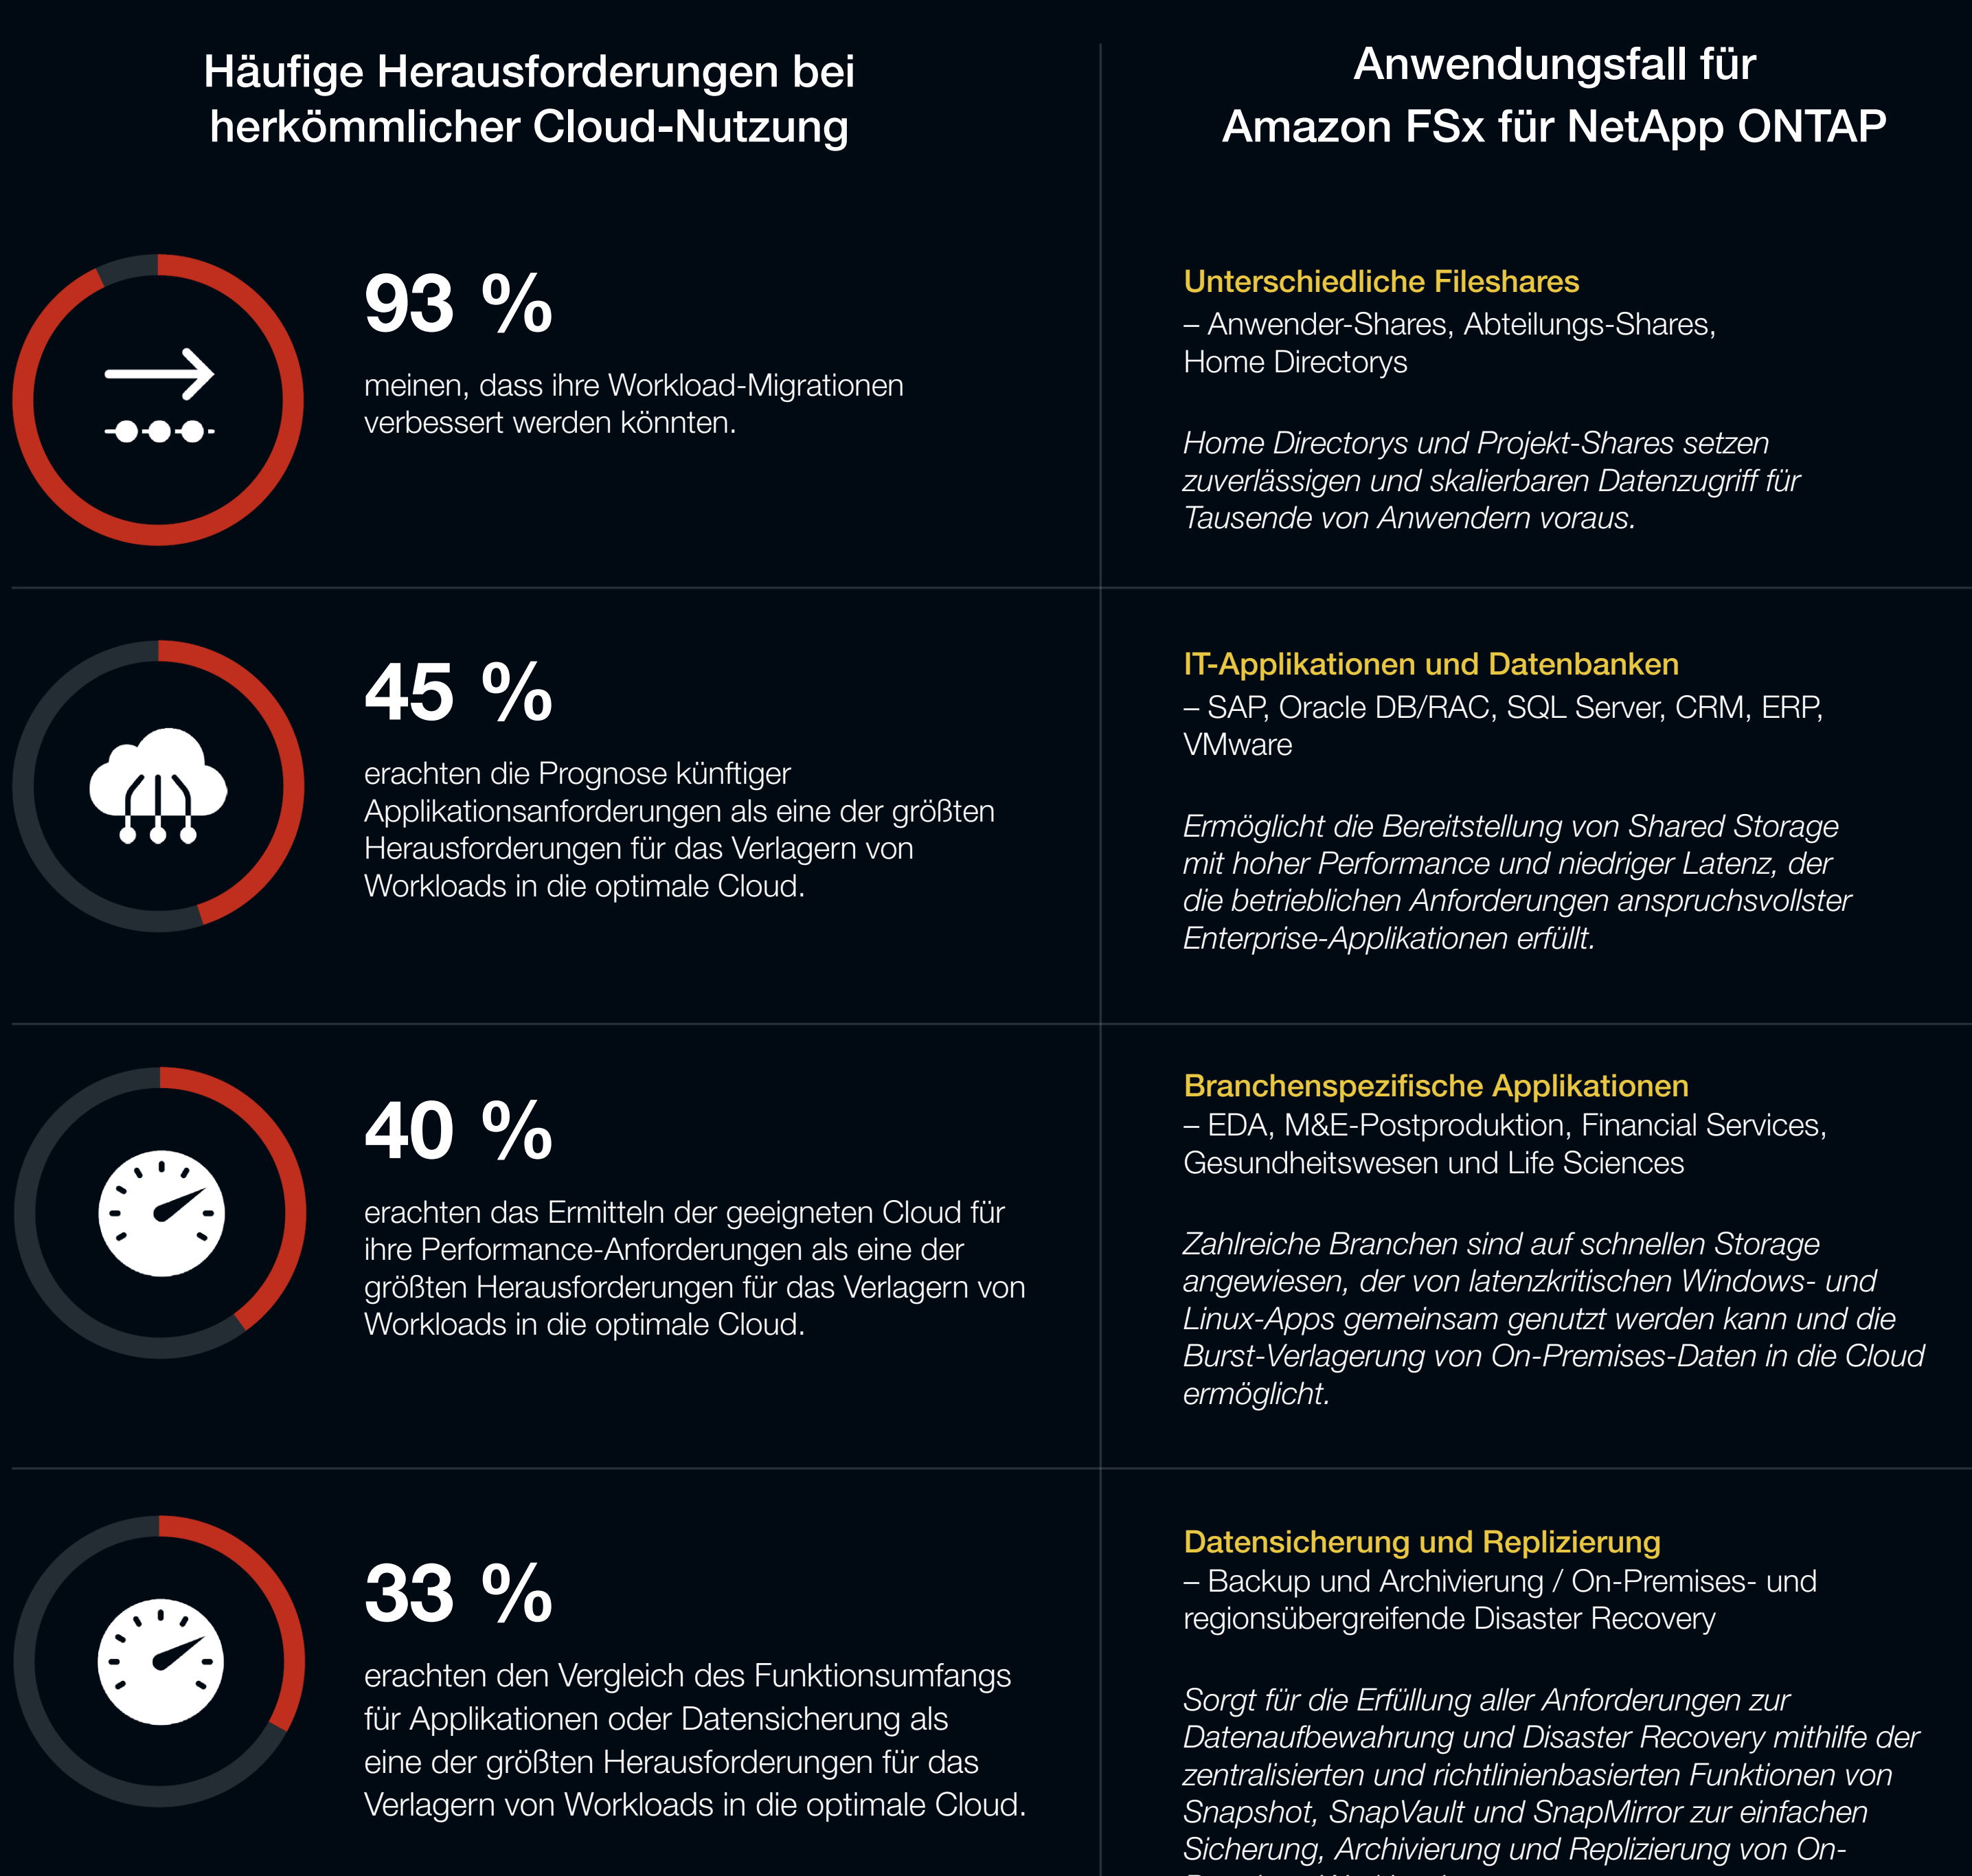 Häufige Herausforderungen bei
herkömmlicher Cloud-Nutzung
Anwendungsfall für
Amazon FSx für NetApp ONTAP
93 %
meinen, dass ihre Workload-Migrationen
verbessert werden könnten.
Unterschiedliche Fileshares
– Anwender-Shares, Abteilungs-Shares,
Home Directorys
Home Directorys und Projekt-Shares setzen
zuverlässigen und skalierbaren Datenzugriff für
Tausende von Anwendern voraus.
45 %
erachten die Prognose künftiger
Applikationsanforderungen als eine der größten
Herausforderungen für das Verlagern von
Workloads in die optimale Cloud.
IT-Applikationen und Datenbanken
– SAP, Oracle DB/RAC, SQL Server, CRM, ERP,
VMware
Ermöglicht die Bereitstellung von Shared Storage
mit hoher Performance und niedriger Latenz, der
die betrieblichen Anforderungen anspruchsvollster
Enterprise-Applikationen erfüllt.
40 %
erachten das Ermitteln der geeigneten Cloud für
ihre Performance-Anforderungen als eine der
größten Herausforderungen für das Verlagern von
Workloads in die optimale Cloud.
Branchenspezifische Applikationen
– EDA, M&E-Postproduktion, Financial Services,
Gesundheitswesen und Life Sciences
Zahlreiche Branchen sind auf schnellen Storage
angewiesen, der von latenzkritischen Windows- und
Linux-Apps gemeinsam genutzt werden kann und die
Burst-Verlagerung von On-Premises-Daten in die Cloud
ermöglicht.
33 %
erachten den Vergleich des Funktionsumfangs
für Applikationen oder Datensicherung als
eine der größten Herausforderungen für das
Verlagern von Workloads in die optimale Cloud.
Datensicherung und Replizierung
– Backup und Archivierung / On-Premises- und
regionsübergreifende Disaster Recovery
Sorgt für die Erfüllung aller Anforderungen zur
Datenaufbewahrung und Disaster Recovery mithilfe der
zentralisierten und richtlinienbasierten Funktionen von
Snapshot, SnapVault und SnapMirror zur einfachen
Sicherung, Archivierung und Replizierung von On-